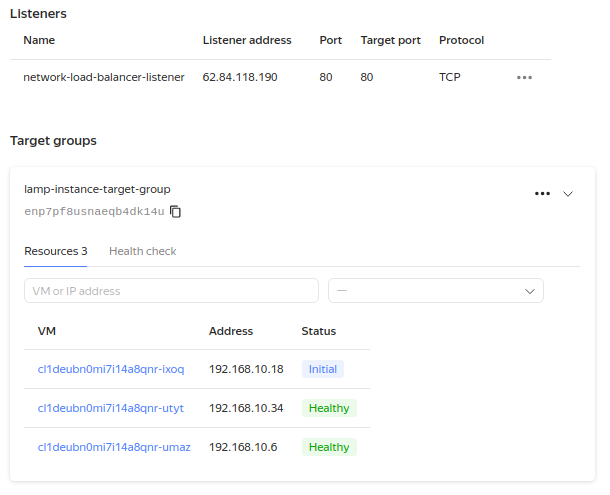 Listeners
Name Listener address Port Target port Protocol
network-load-balancer-listener 62.84.118.190 80 80 TCP
Target groups
lamp-instance-target-group
enp7pf8usnaeqb4dk14u
Resources 3 Health check
VM or IP address —
VM Address Status
cl1deubn0mi7i14a8qnr-ixoq 192.168.10.18 Initial
cl1deubn0mi7i14a8qnr-utyt 192.168.10.34 Healthy
cl1deubn0mi7i14a8qnr-umaz 192.168.10.6 Healthy